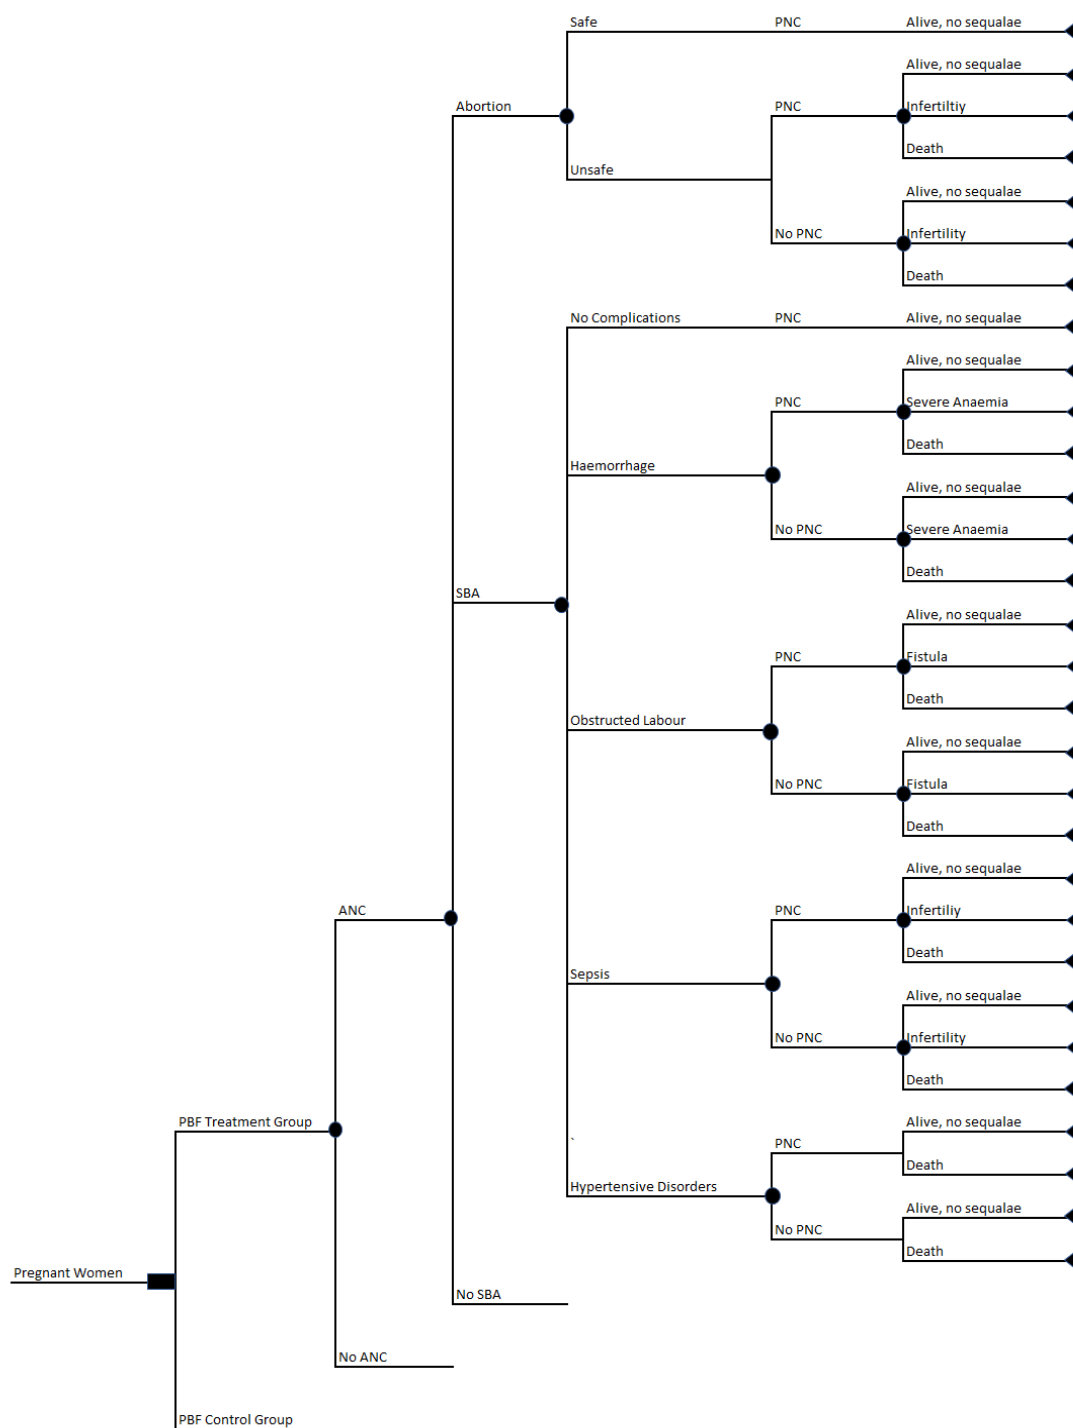 Safe
PNC
Alive, no sequalae
Alive, no sequalae
Abortion
PNC
Infertiltiy
Death
Unsafe
Alive, no sequalae
No PNC
Infertility
Death
No Complications
PNC
Alive, no sequalae
Alive, no sequalae
PNC
Severe Anaemia
Death
Haemorrhage
Alive, no sequalae
No PNC
Severe Anaemia
Death
SBA
Alive, no sequalae
PNC
Fistula
Death
Obstructed Labour
Alive, no sequalae
No PNC
Fistula
Death
Alive, no sequalae
ANC
PNC
Infertiliy
Death
Sepsis
Alive, no sequalae
No PNC
Infertility
Death
PBF Treatment Group
Alive, no sequalae
`
PNC
Death
Hypertensive Disorders
Alive, no sequalae
No PNC
Death
Pregnant Women
No SBA
No ANC
PBF Control Group